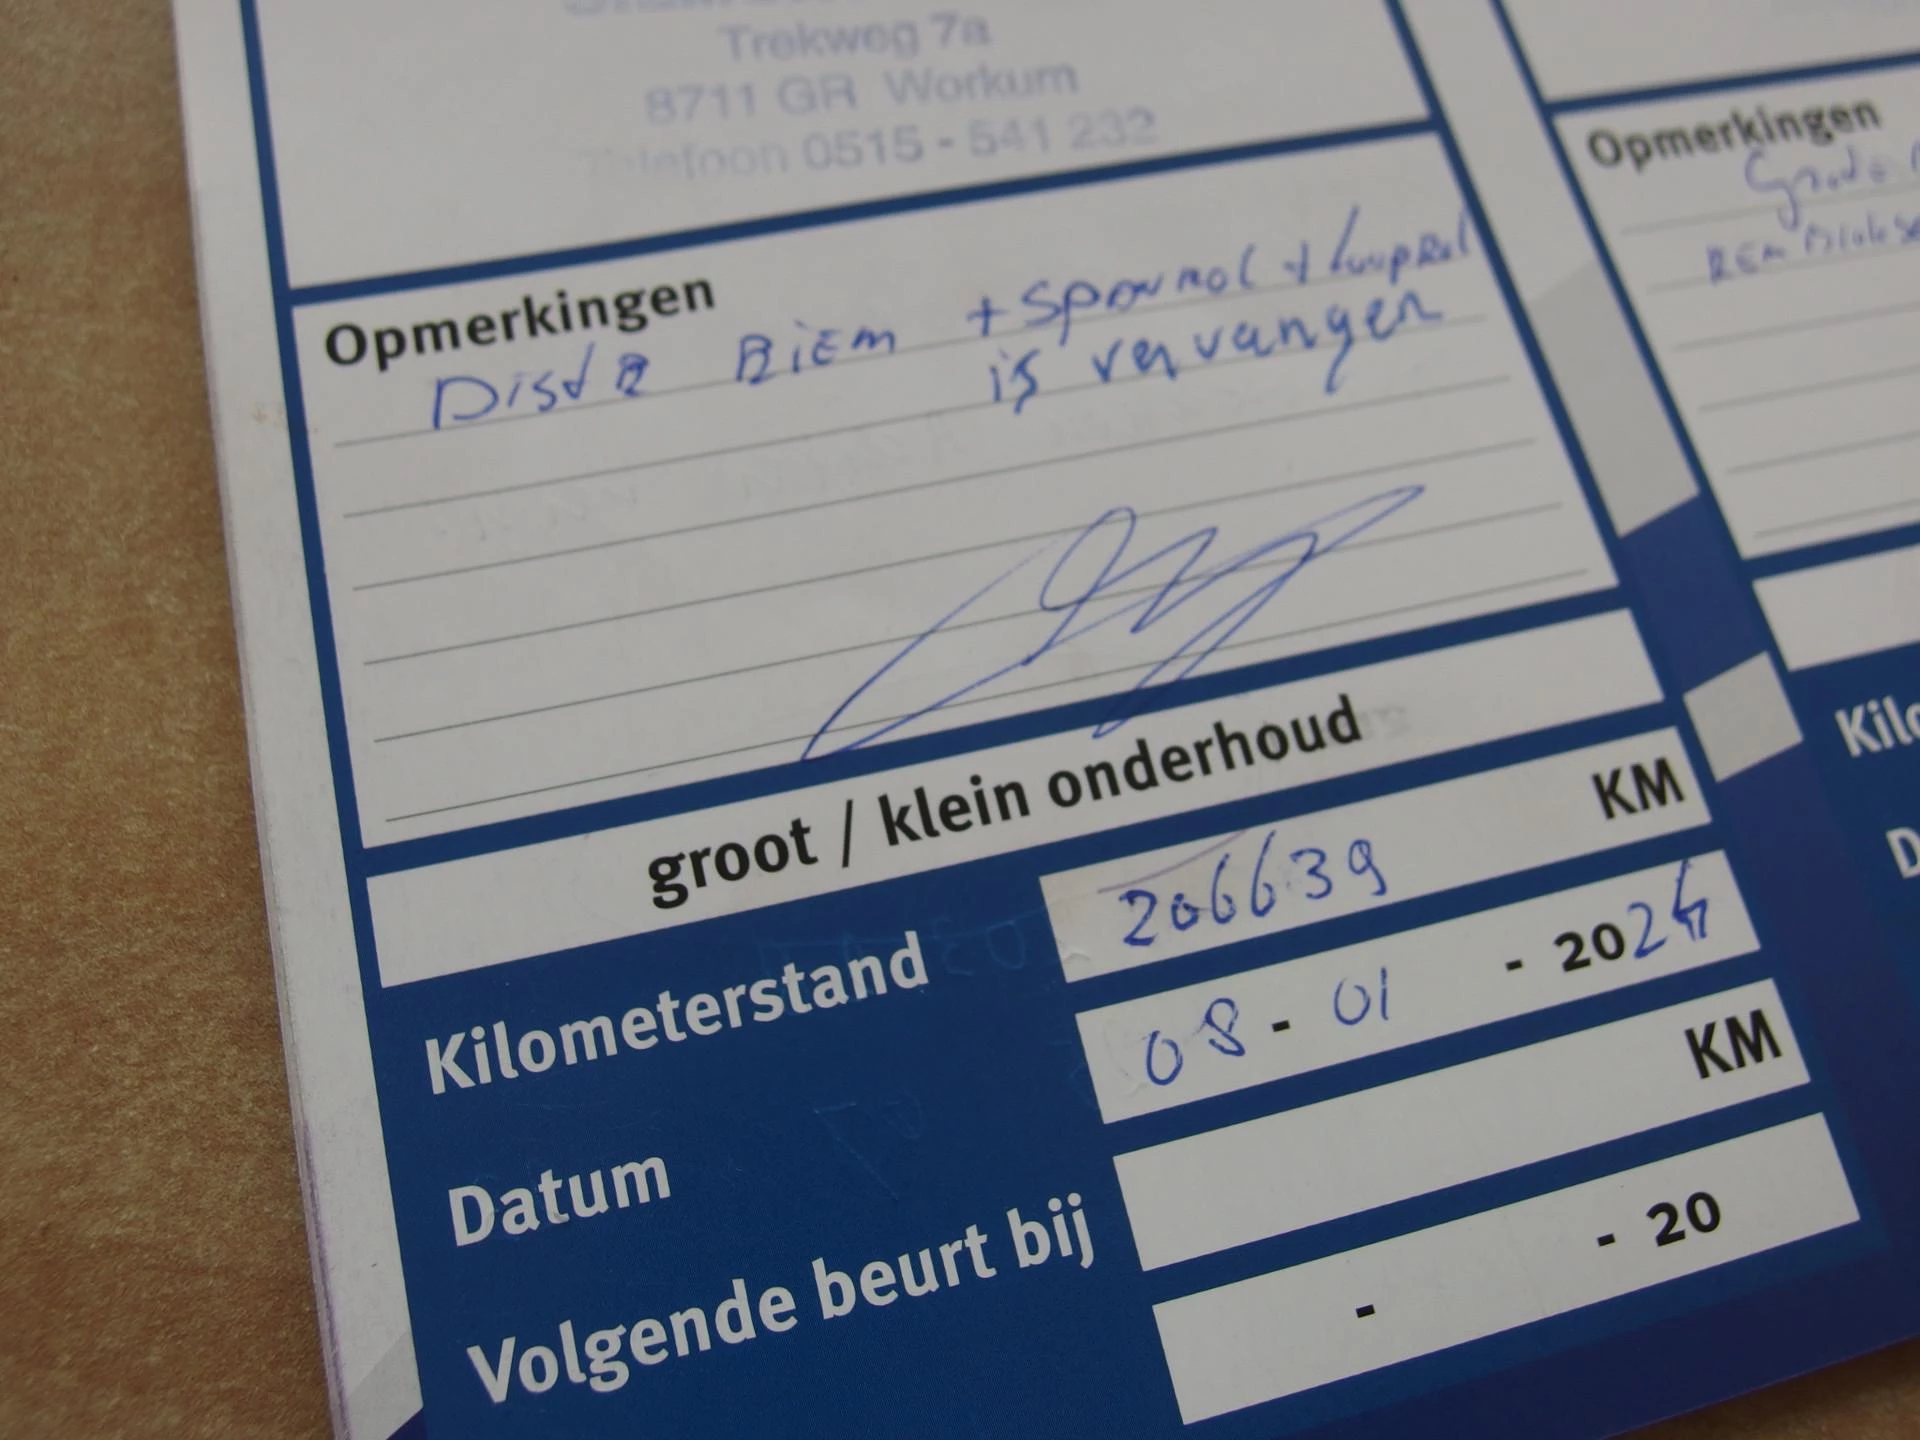 Trekweg 7a
8711 GR Workum
Telefoon 0515 - 541 232
Opmerkingen
Distr Riem + Spanrol + Looprol
is vervangen
groot / klein onderhoud
Kilometerstand 206639 KM
Datum 08 - 01 - 2024
Volgende beurt bij KM
- - 20
Opmerkingen
Grote